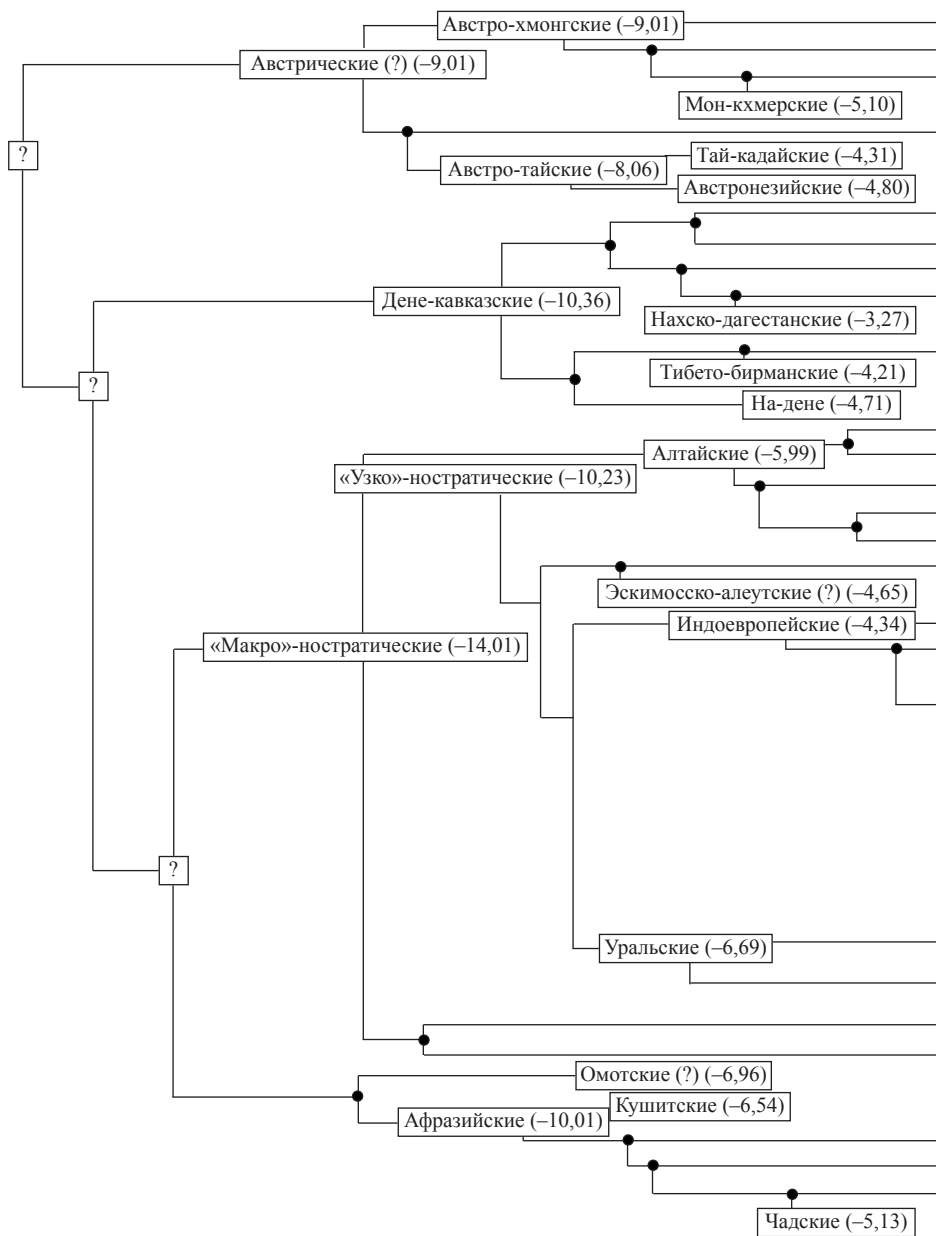 Австро-хмонгские (–9,01)
Австрические (?) (–9,01)
Мон-кхмерские (–5,10)
?
Тай-кадайские (–4,31)
Австро-тайские (–8,06)
Австронезийские (–4,80)
Дене-кавказские (–10,36)
Нахско-дагестанские (–3,27)
Тибето-бирманские (–4,21)
?
На-дене (–4,71)
Алтайские (–5,99)
«Узко»-ностратические (–10,23)
Эскимосско-алеутские (?) (–4,65)
Индоевропейские (–4,34)
«Макро»-ностратические (–14,01)
?
Уральские (–6,69)
Омотские (?) (–6,96)
Кушитские (–6,54)
Афразийские (–10,01)
Чадские (–5,13)